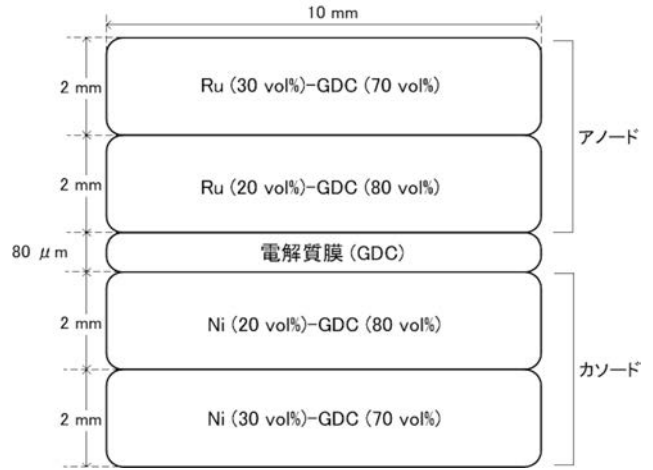 10 mm
2 mm
Ru (30 vol%)-GDC (70 vol%)
アノード
2 mm
Ru (20 vol%)-GDC (80 vol%)
80 μm
電解質膜(GDC)
2 mm
Ni (20 vol%)-GDC (80 vol%)
カソード
2 mm
Ni (30 vol%)-GDC (70 vol%)